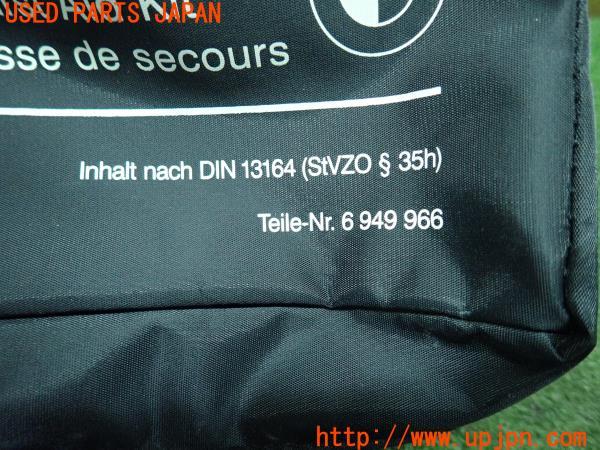 USED PARTS JAPAN
sse de secours
Inhalt nach DIN 13164 (StVZO § 35h)
Teile-Nr. 6 949 966
http://www.upjpn.com